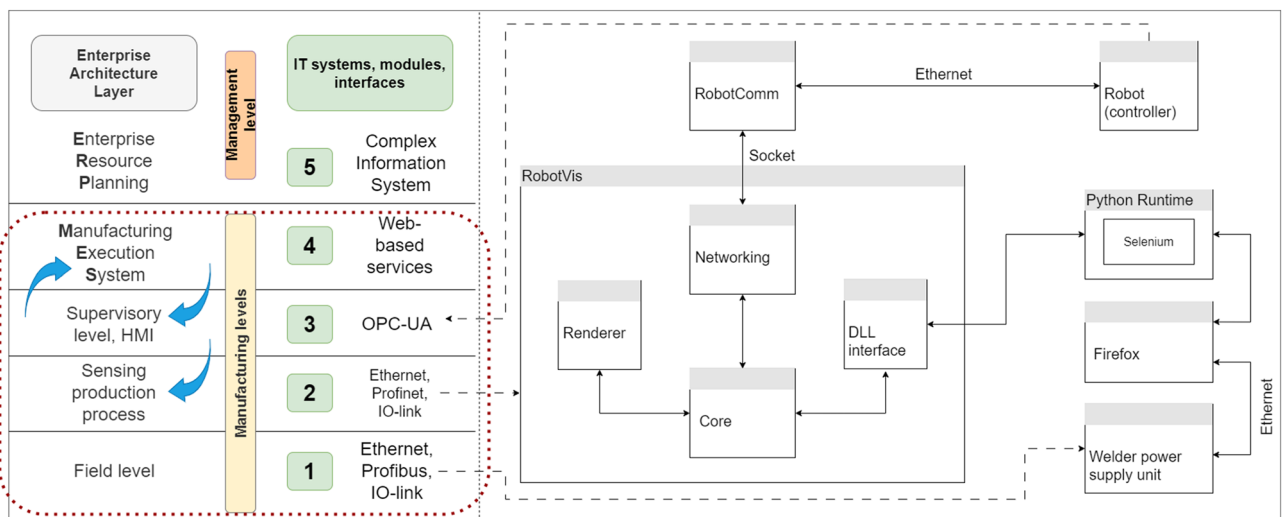 Enterprise
Architecture
Layer
Management
level
IT systems, modules,
interfaces
Enterprise
Resource
Planning
5
Complex
Information
System
Manufacturing
Execution
System
4
Web-
based
services
Manufacturing levels
Supervisory
level, HMI
3
OPC-UA
Sensing
production
process
2
Ethernet,
Profinet,
IO-link
Field level
1
Ethernet,
Profibus,
IO-link
RobotComm
Ethernet
Robot
(controller)
Socket
RobotVis
Networking
Renderer
DLL
interface
Core
Python Runtime
Selenium
Firefox
Ethernet
Welder power
supply unit